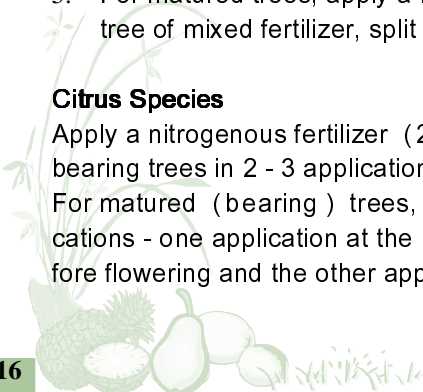 For matured trees, apply a
tree of mixed fertilizer, split
Citrus Species
Apply a nitrogenous fertilizer (2
bearing trees in 2 - 3 application
For matured (bearing ) trees,
cations - one application at the
fore flowering and the other app
16